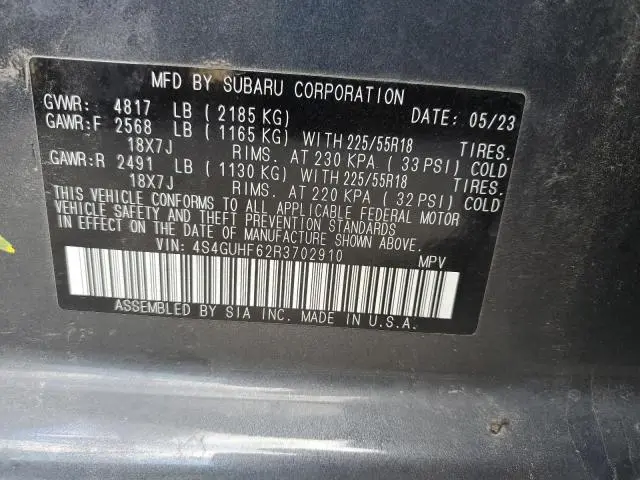 MFD BY SUBARU CORPORATION
GVWR: 4817 LB ( 2185 KG) DATE: 05/23
GAWR:F 2568 LB ( 1165 KG) WITH 225/55R18 TIRES.
18X7J RIMS. AT 230 KPA ( 33 PSI) COLD
GAWR:R 2491 LB ( 1130 KG) WITH 225/55R18 TIRES.
18X7J RIMS. AT 220 KPA ( 32 PSI) COLD
THIS VEHICLE CONFORMS TO ALL APPLICABLE FEDERAL MOTOR
VEHICLE SAFETY AND THEFT PREVENTION STANDARDS
IN EFFECT ON THE DATE OF MANUFACTURE SHOWN ABOVE.
VIN: 4S4GUHF62R3702910 MPV
ASSEMBLED BY SIA INC. MADE IN U.S.A.